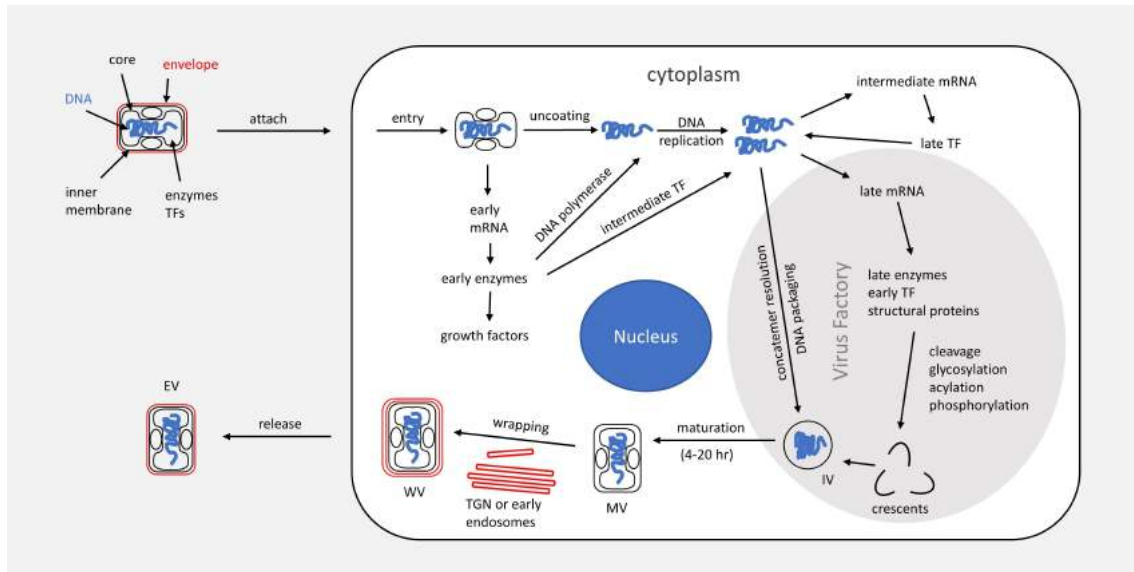 core
envelope
DNA
inner
membrane
enzymes
TFs
attach
cytoplasm
entry
uncoating
DNA
replication
intermediate mRNA
late TF
early
mRNA
DNA polymerase
intermediate TF
late mRNA
early enzymes
growth factors
Nucleus
concatemer resolution
DNA packaging
Virus Factory
late enzymes
early TF
structural proteins
cleavage
glycosylation
acylation
phosphorylation
EV
release
WV
wrapping
TGN or early
endosomes
MV
maturation
(4-20 hr)
IV
crescents